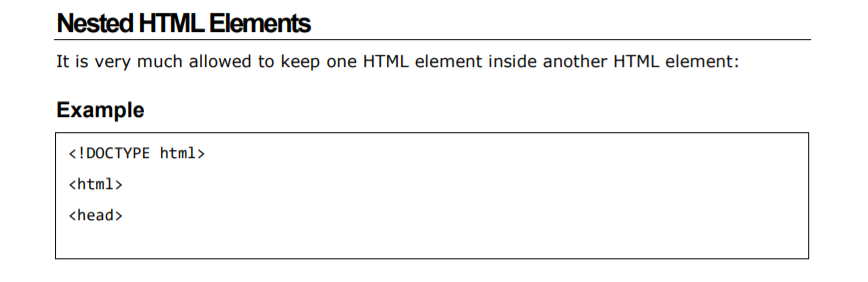 Nested HTML Elements
It is very much allowed to keep one HTML element inside another HTML element:
Example
<!DOCTYPE html>
<html>
<head>